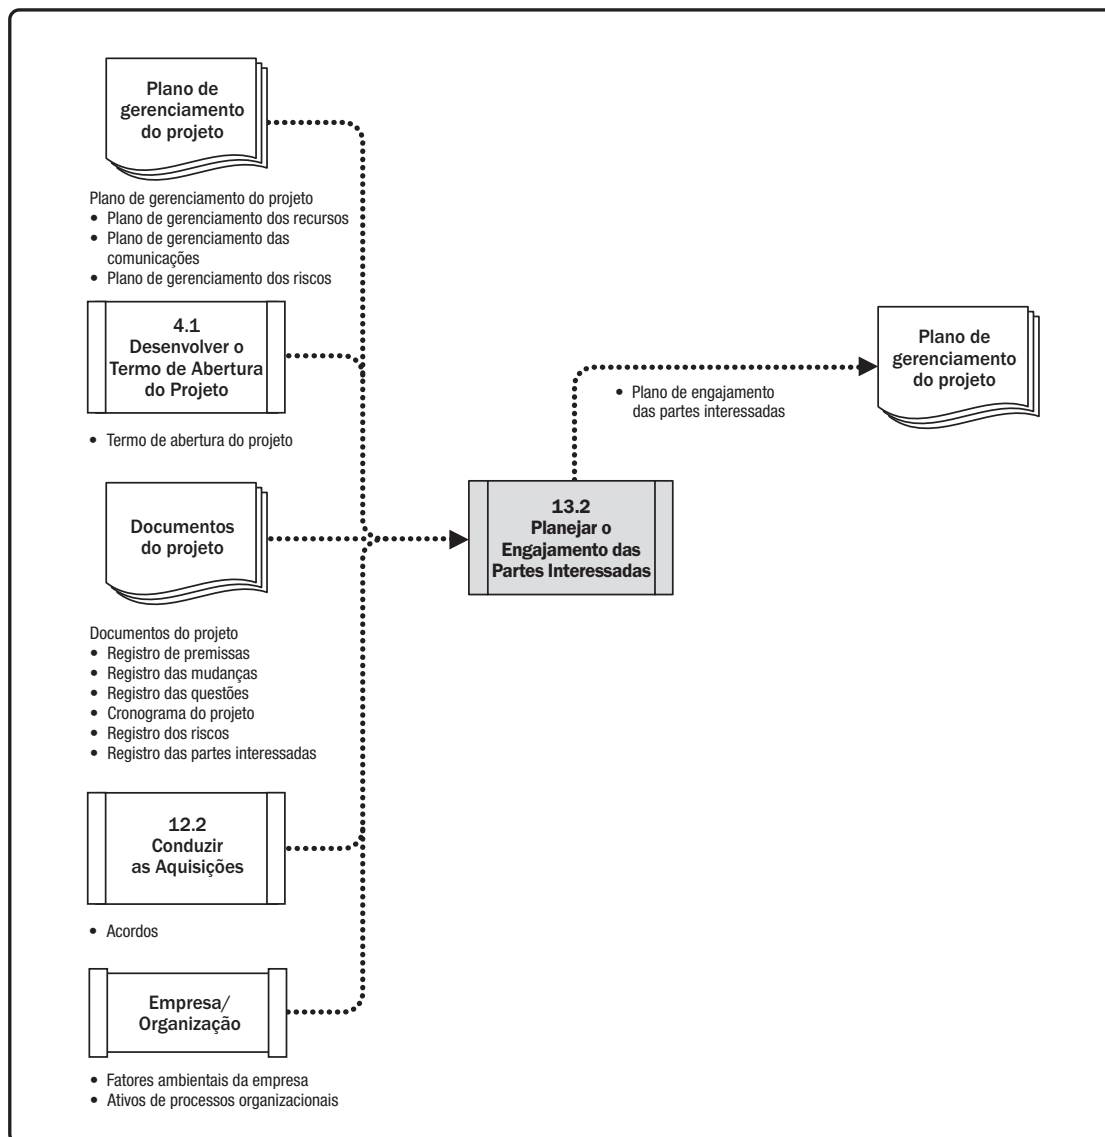 Plano de
gerenciamento
do projeto
Plano de gerenciamento do projeto
• Plano de gerenciamento dos recursos
• Plano de gerenciamento das
comunicações
• Plano de gerenciamento dos riscos
4.1
Desenvolver o
Termo de Abertura
do Projeto
• Termo de abertura do projeto
Documentos
do projeto
Documentos do projeto
• Registro de premissas
• Registro das mudanças
• Registro das questões
• Cronograma do projeto
• Registro dos riscos
• Registro das partes interessadas
12.2
Conduzir
as Aquisições
• Acordos
Empresa/
Organização
• Fatores ambientais da empresa
• Ativos de processos organizacionais
13.2
Planejar o
Engajamento das
Partes Interessadas
• Plano de engajamento
das partes interessadas
Plano de
gerenciamento
do projeto